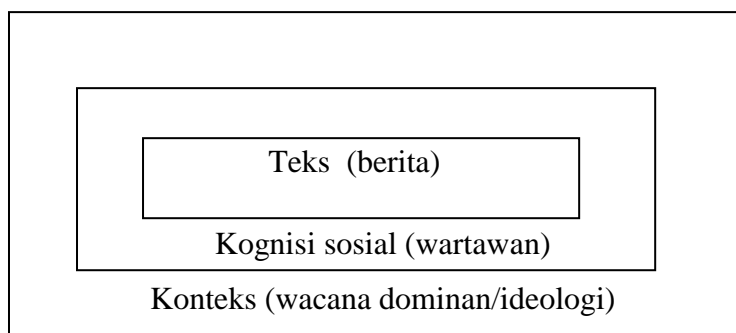 Teks (berita)
Kognisi sosial (wartawan)
Konteks (wacana dominan/ideologi)